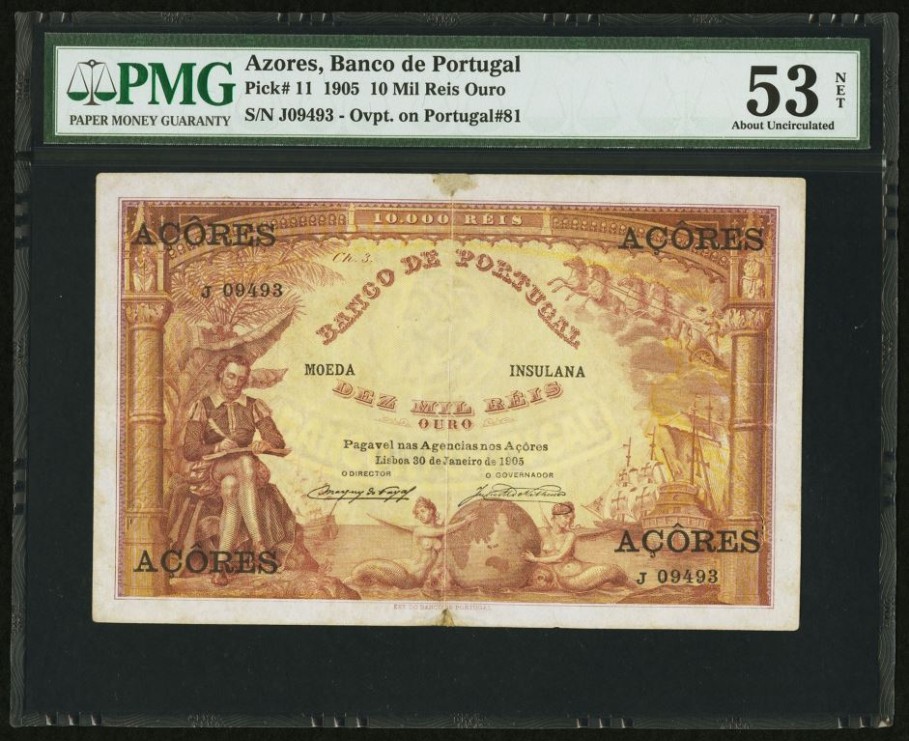 PMG
PAPER MONEY GUARANTY
Azores, Banco de Portugal
Pick# 11 1905 10 Mil Reis Ouro
S/N J09493 - Ovpt. on Portugal#81
53
NET
About Uncirculated
10.000 RÉIS
AÇÔRES
AÇÔRES
Ch. 3.
BANCO DE PORTUGAL
J 09493
MOEDA
INSULANA
DEZ MIL RÉIS
OURO
Pagavel nas Agencias nos Açôres
Lisboa 30 de Janeiro de 1905
O DIRECTOR
O GOVERNADOR
AÇÔRES
AÇÔRES
J 09493